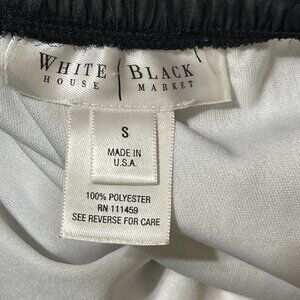 WHITE | BLACK
HOUSE | MARKET
S
MADE IN
U.S.A.
100% POLYESTER
RN 111459
SEE REVERSE FOR CARE